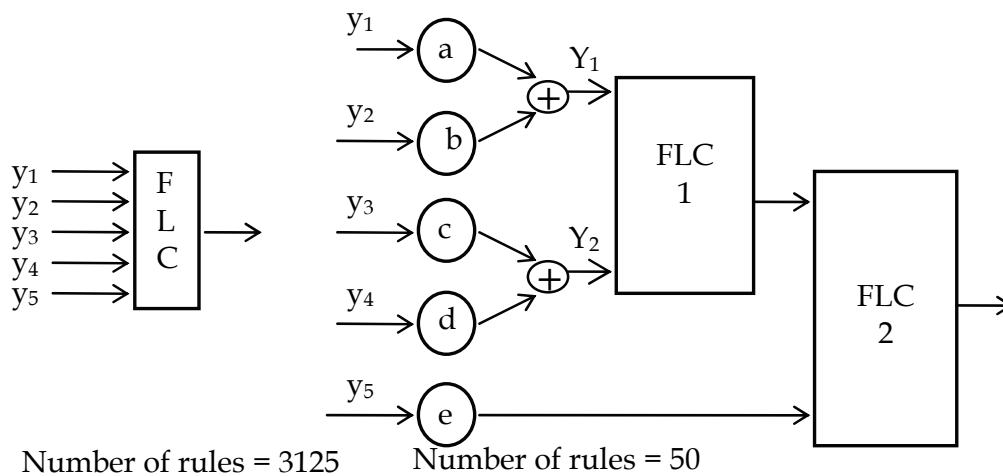 y₁
y₂
y₃
y₄
y₅
F
L
C
Number of rules = 3125
y₁
a
y₂
b
+
Y₁
y₃
c
y₄
d
+
Y₂
y₅
e
FLC
1
FLC
2
Number of rules = 50